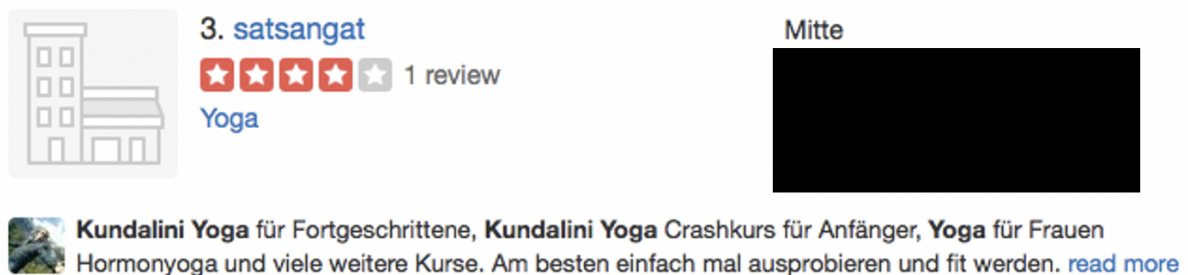 3. satsangat
Mitte
1 review
Yoga
Kundalini Yoga für Fortgeschrittene, Kundalini Yoga Crashkurs für Anfänger, Yoga für Frauen
Hormonyoga und viele weitere Kurse. Am besten einfach mal ausprobieren und fit werden. read more